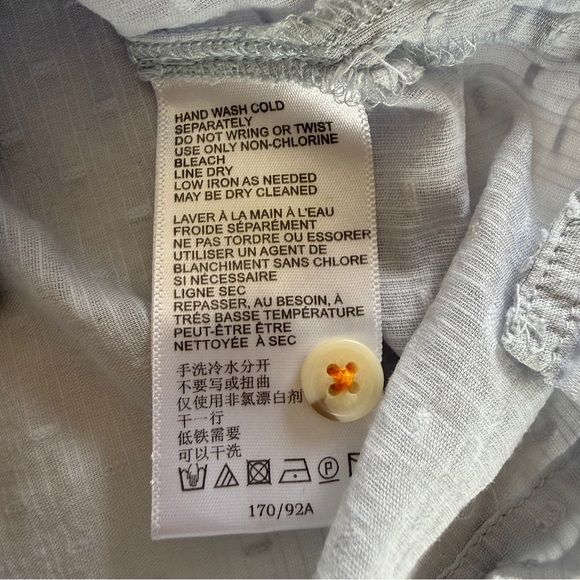 HAND WASH COLD
SEPARATELY
DO NOT WRING OR TWIST
USE ONLY NON-CHLORINE
BLEACH
LINE DRY
LOW IRON AS NEEDED
MAY BE DRY CLEANED
LAVER À LA MAIN À L'EAU
FROIDE SÉPARÉMENT
NE PAS TORDRE OU ESSORER
UTILISER UN AGENT DE
BLANCHIMENT SANS CHLORE
SI NÉCESSAIRE
LIGNE SEC
REPASSER, AU BESOIN, À
TRÈS BASSE TEMPÉRATURE
PEUT-ÊTRE ÊTRE
NETTOYÉE À SEC
手洗冷水分开
不要写或扭曲
仅使用非氯漂白剂
干一行
低铁需要
可以干洗
P
170/92A